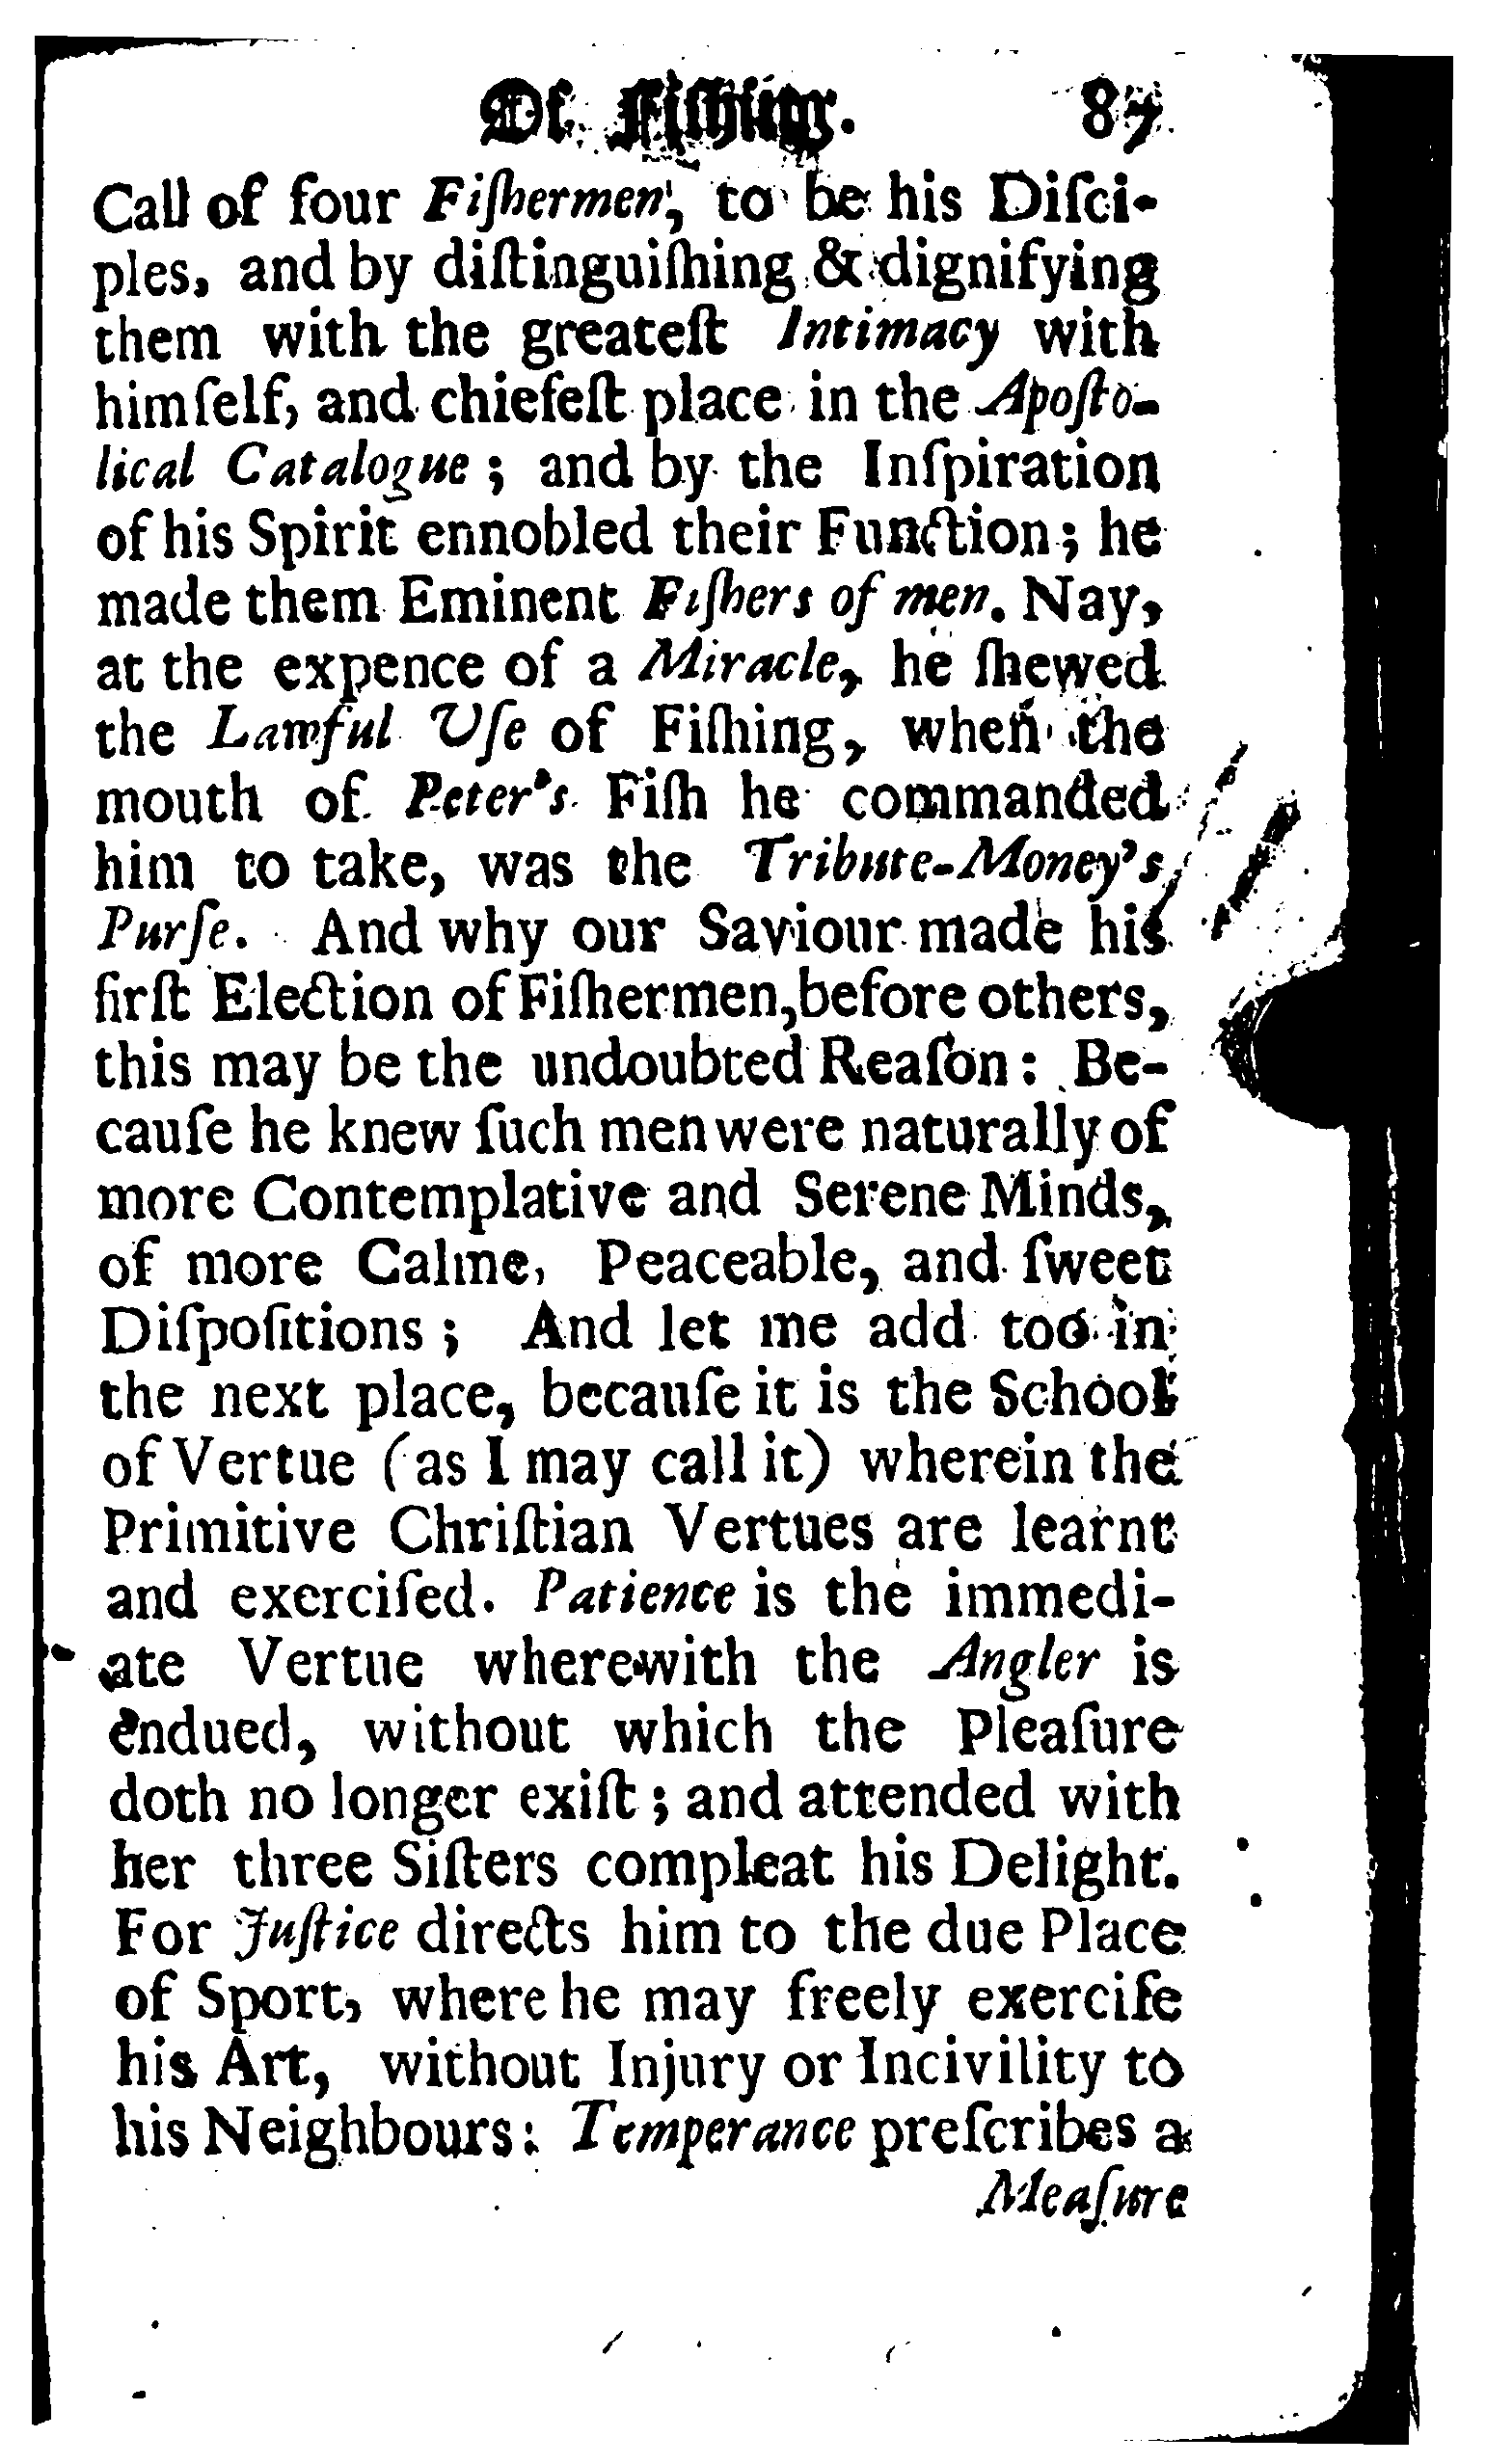 Of Fiſhing. 87
Call of four Fiſhermen, to be his Diſci-
ples, and by diſtinguiſhing & dignifying
them with the greateſt Intimacy with
himſelf, and chiefeſt place in the Apoſto-
lical Catalogue ; and by the Inſpiration
of his Spirit ennobled their Function ; he
made them Eminent Fiſhers of men. Nay,
at the expence of a Miracle, he ſhewed
the Lawful Uſe of Fiſhing, when the
mouth of Peter's Fiſh he commanded
him to take, was the Tribute-Money's
Purſe. And why our Saviour made his
firſt Election of Fiſhermen, before others,
this may be the undoubted Reaſon : Be-
cauſe he knew ſuch men were naturally of
more Contemplative and Serene Minds,
of more Calme, Peaceable, and ſweet
Diſpoſitions ; And let me add too in
the next place, becauſe it is the School
of Vertue (as I may call it) wherein the
Primitive Chriſtian Vertues are learnt
and exerciſed. Patience is the immedi-
ate Vertue wherewith the Angler is
endued, without which the Pleaſure
doth no longer exiſt ; and attended with
her three Siſters compleat his Delight.
For Juſtice directs him to the due Place
of Sport, where he may freely exerciſe
his Art, without Injury or Incivility to
his Neighbours : Temperance preſcribes a
Meaſure